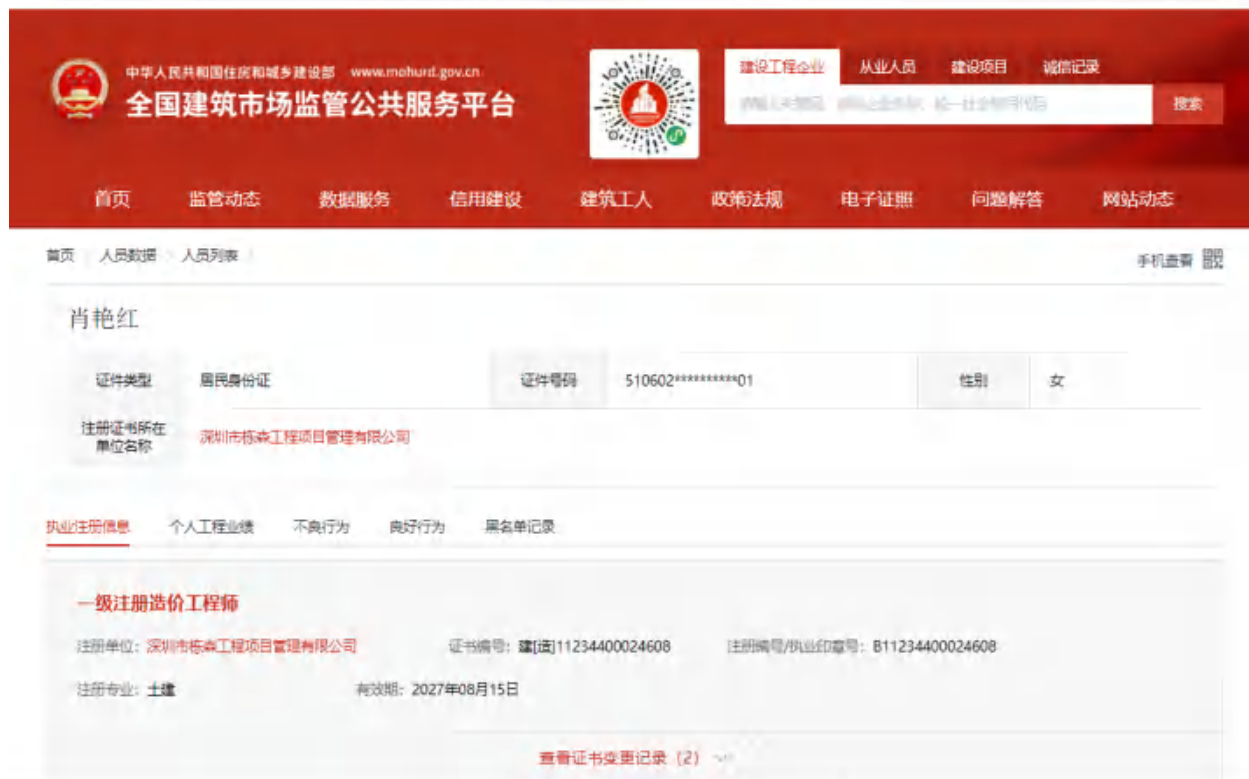 中华人民共和国住房和城乡建设部 www.mohurd.gov.cn
全国建筑市场监管公共服务平台
建设工程企业 从业人员 建设项目 诚信记录
搜索
首页 监管动态 数据服务 信用建设 建筑工人 政策法规 电子证照 问题解答 网站动态
首页 人员数据 人员列表
手机查看
肖艳红
证件类型 居民身份证 证件号码 510602**********01 性别 女
注册证书所在
单位名称
深圳市栋森工程项目管理有限公司
执业注册信息 个人工程业绩 不良行为 良好行为 黑名单记录
一级注册造价工程师
注册单位：深圳市栋森工程项目管理有限公司 证书编号：建[造]11234400024608 注册编号/执业印章号：B11234400024608
注册专业：土建 有效期：2027年08月15日
查看证书变更记录（2）